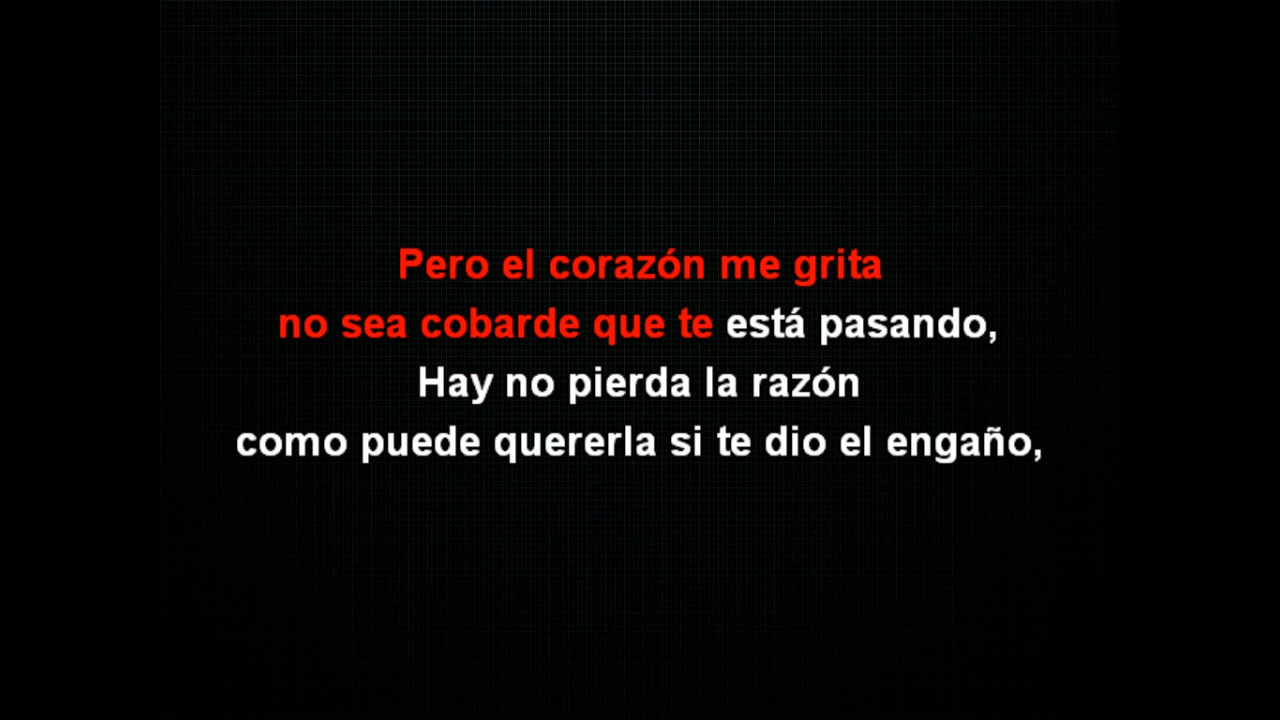 Pero el corazón me grita
no sea cobarde que te está pasando,
Hay no pierda la razón
como puede quererla si te dio el engaño,